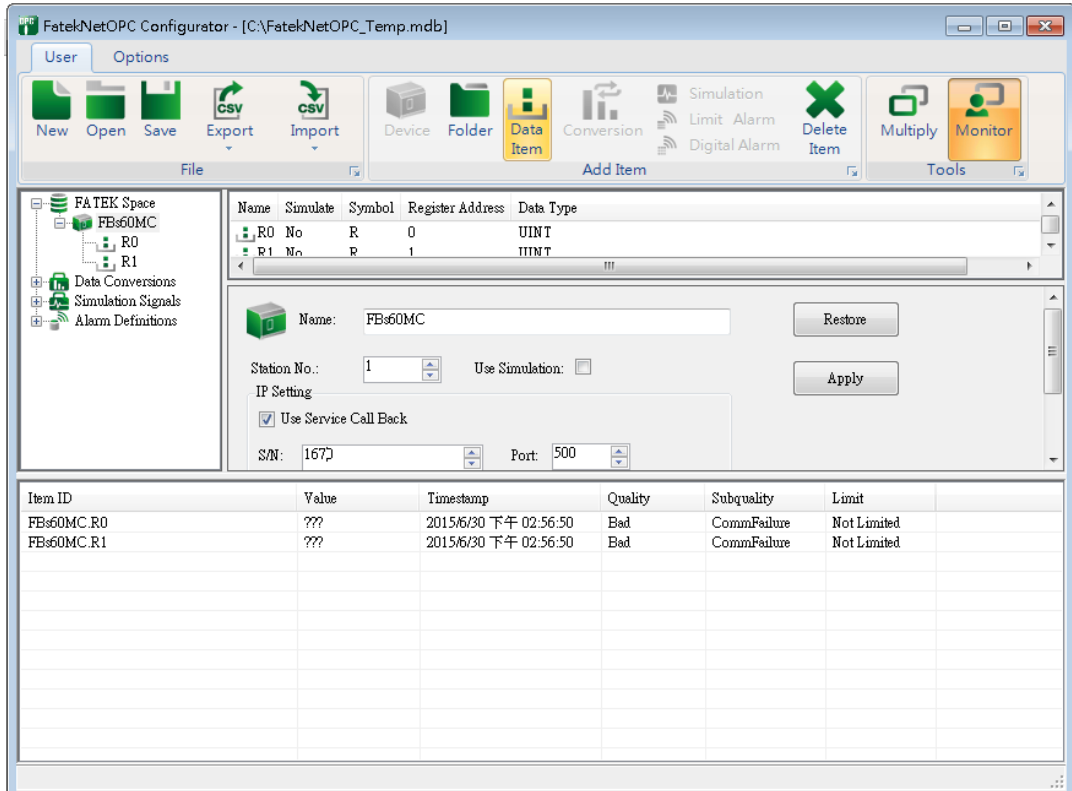 FatekNetOPC Configurator - [C:\FatekNetOPC_Temp.mdb]
User Options
New Open Save Export Import Device Folder Data Item Conversion Simulation Limit Alarm Digital Alarm Delete Item Multiply Monitor
File Add Item Tools
FATEK Space
FBs60MC
R0
R1
Data Conversions
Simulation Signals
Alarm Definitions
Name Simulate Symbol Register Address Data Type
R0 No R 0 UINT
R1 No R 1 UINT
Name: FBs60MC Restore
Station No.: 1 Use Simulation: Apply
IP Setting
Use Service Call Back
S/N: Port: 500
Item ID Value Timestamp Quality Subquality Limit
FBs60MC.R0 ??? 2015/6/30 下午 02:56:50 Bad CommFailure Not Limited
FBs60MC.R1 ??? 2015/6/30 下午 02:56:50 Bad CommFailure Not Limited